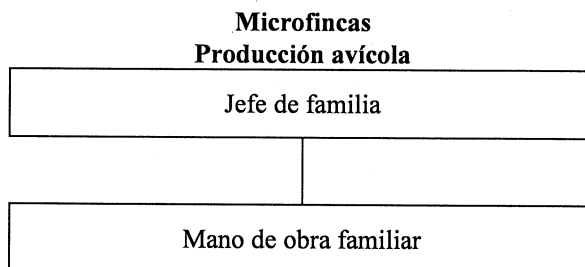 Microfincas
Producción avícola
Jefe de familia
Mano de obra familiar